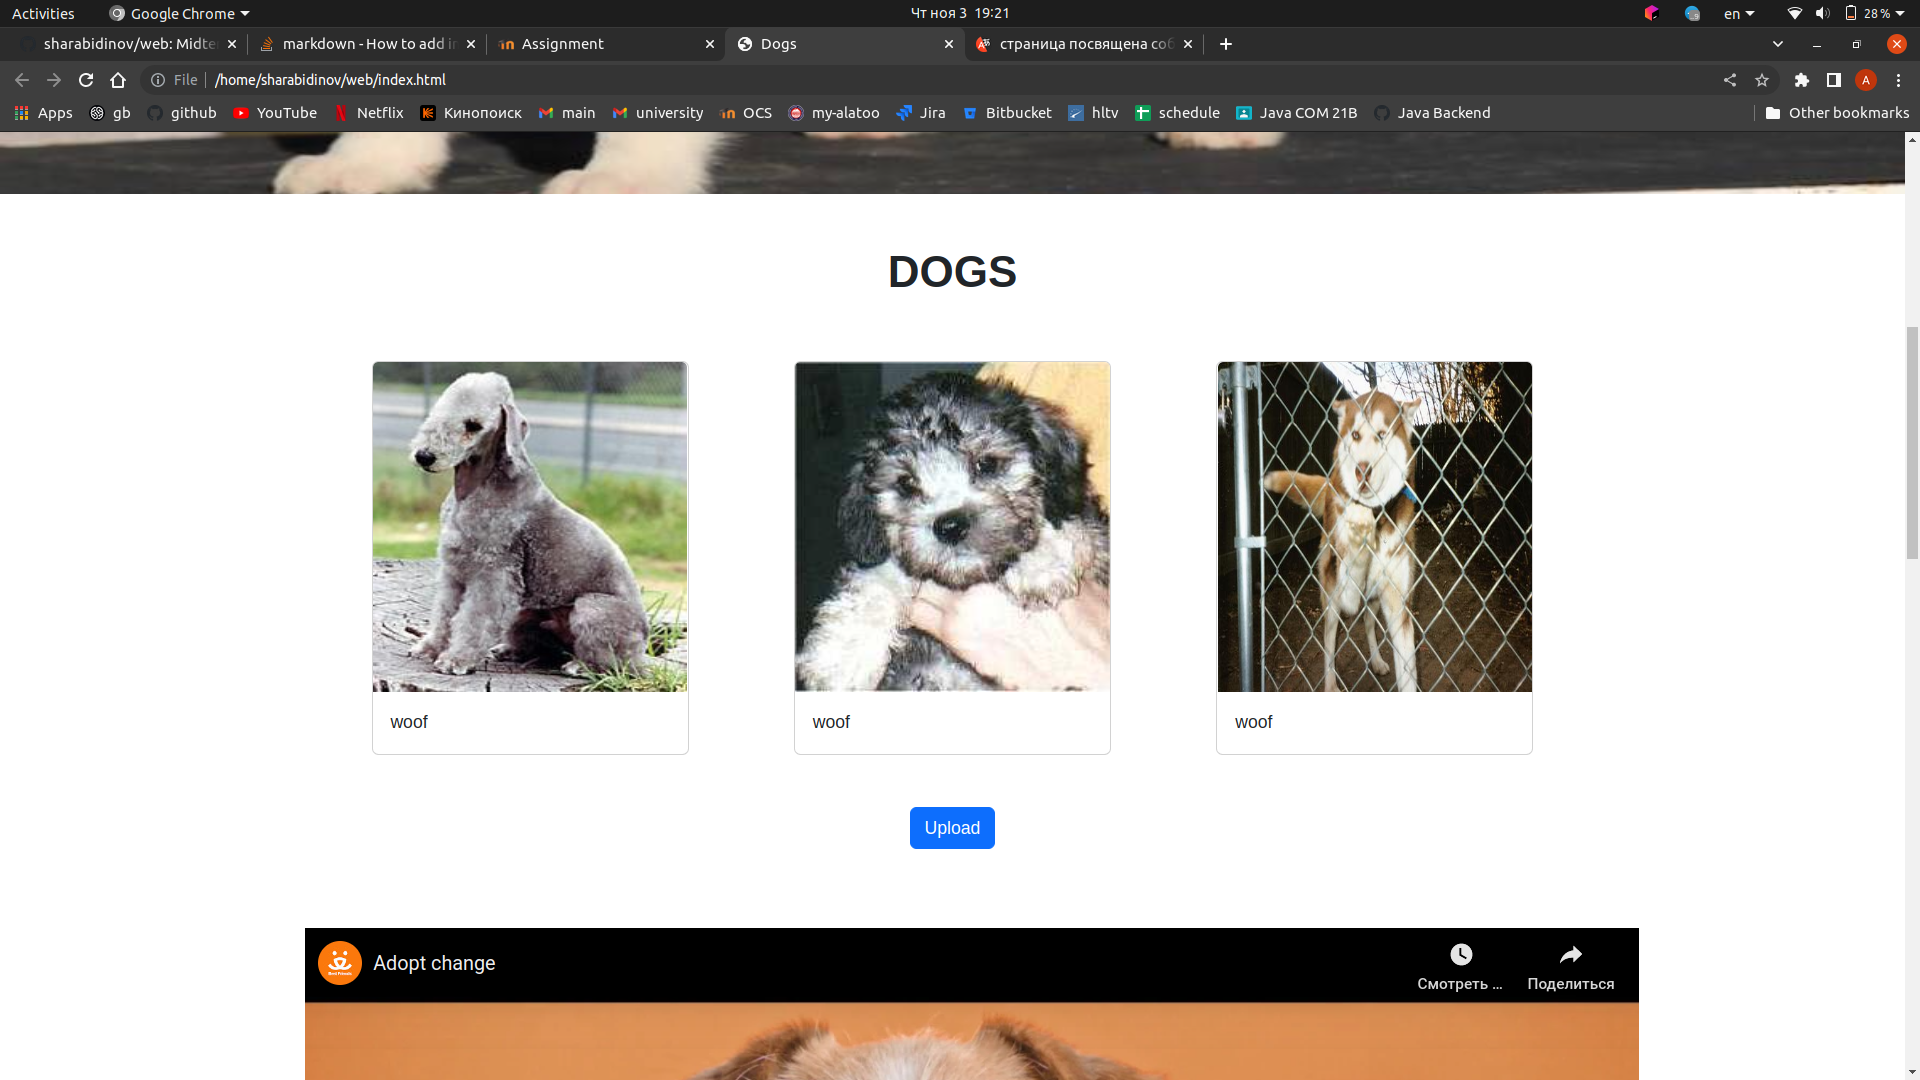 Activities Google Chrome Чт ноя 3 19:21 en 28 %
sharabidinov/web: Midte markdown - How to add i Assignment Dogs страница посвящена соб
File /home/sharabidinov/web/index.html A
Apps gb github YouTube Netflix Кинопоиск main university OCS my-alatoo Jira Bitbucket hltv schedule Java COM 21B Java Backend Other bookmarks
DOGS
woof woof woof
Upload
Adopt change
Смотреть ... Поделиться
Best Friends